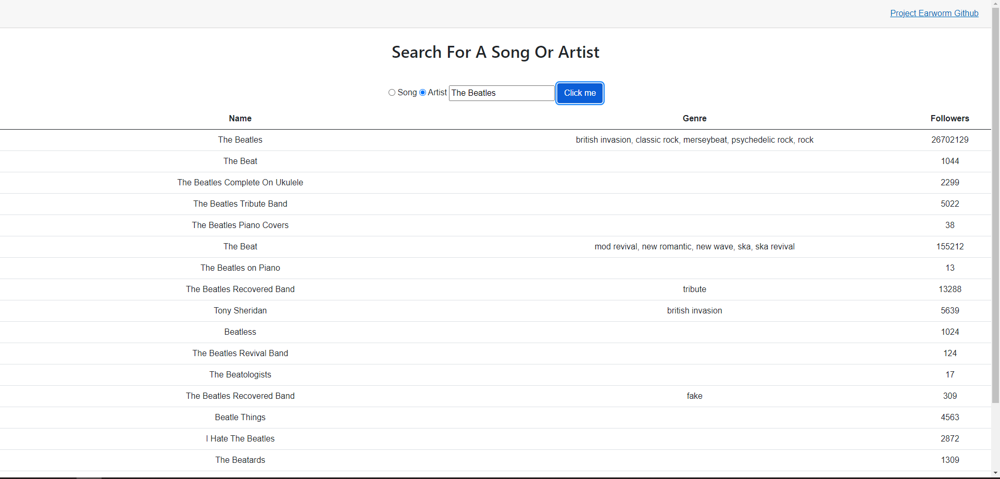 Project Earworm Github
Search For A Song Or Artist
Song Artist The Beatles Click me
Name Genre Followers
The Beatles british invasion, classic rock, merseybeat, psychedelic rock, rock 26702129
The Beat 1044
The Beatles Complete On Ukulele 2299
The Beatles Tribute Band 5022
The Beatles Piano Covers 38
The Beat mod revival, new romantic, new wave, ska, ska revival 155212
The Beatles on Piano 13
The Beatles Recovered Band tribute 13288
Tony Sheridan british invasion 5639
Beatless 1024
The Beatles Revival Band 124
The Beatologists 17
The Beatles Recovered Band fake 309
Beatle Things 4563
I Hate The Beatles 2872
The Beatards 1309